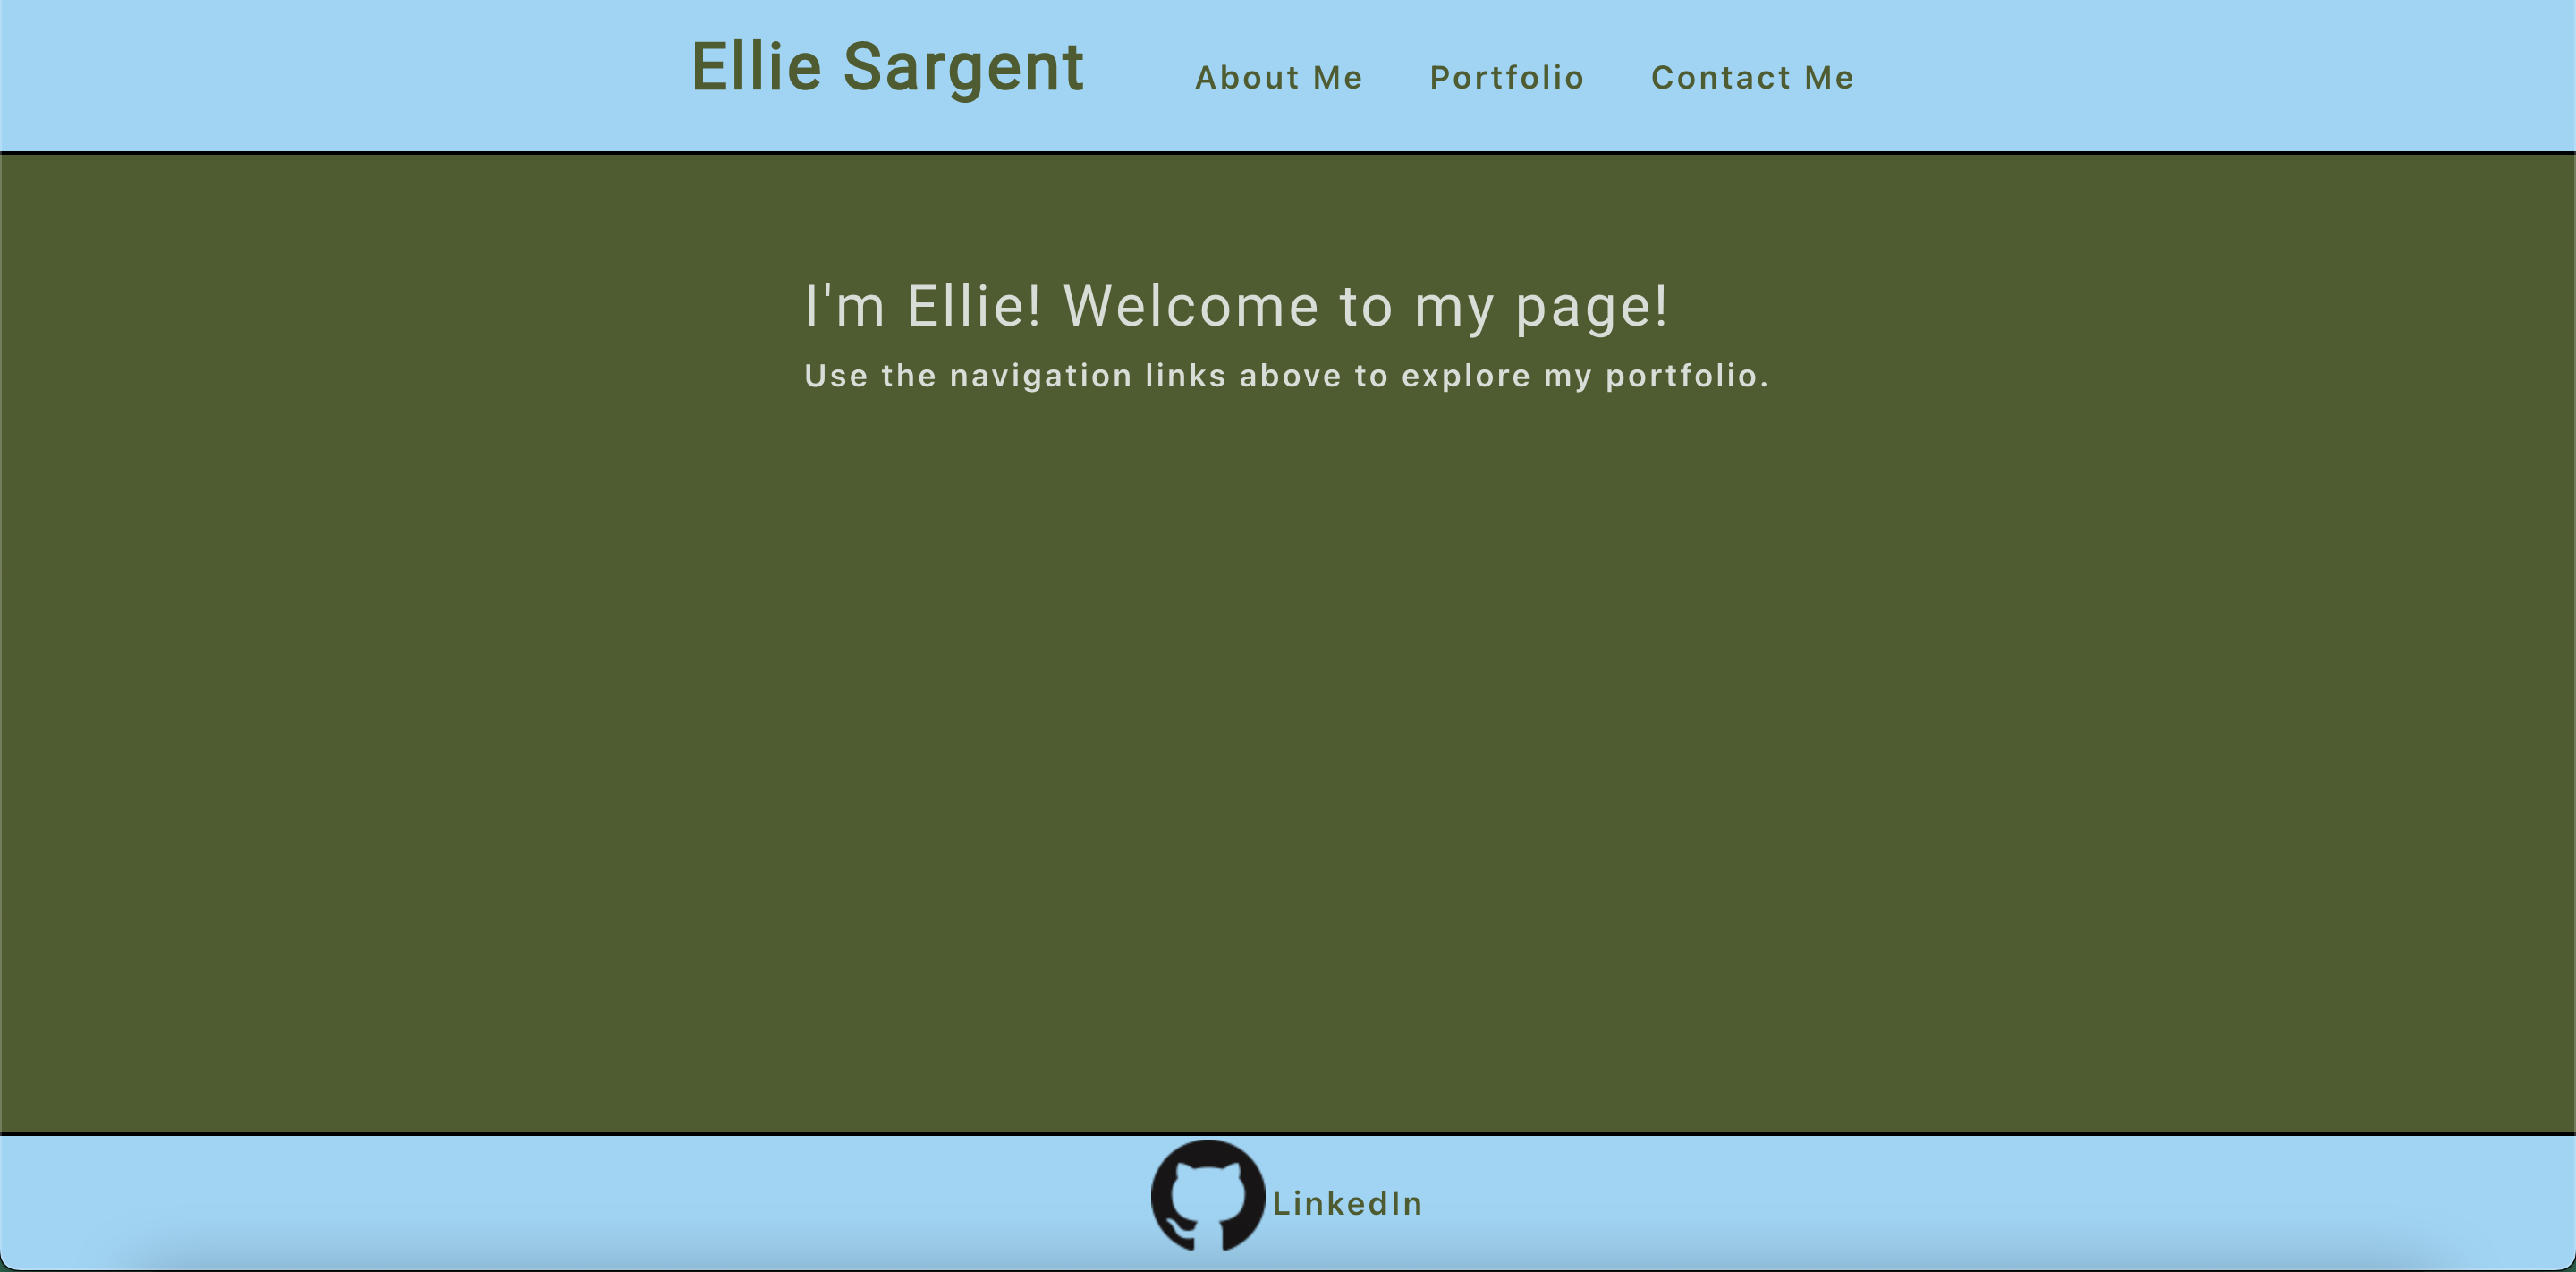 Ellie Sargent About Me Portfolio Contact Me
I'm Ellie! Welcome to my page!
Use the navigation links above to explore my portfolio.
LinkedIn